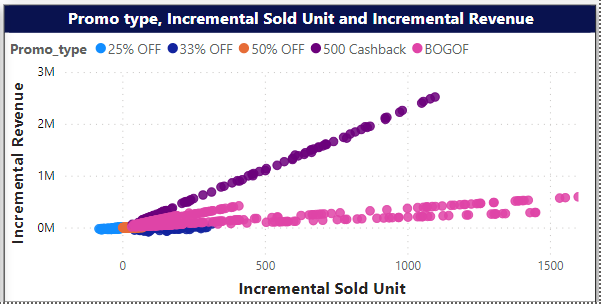 Promo type, Incremental Sold Unit and Incremental Revenue
Promo_type 25% OFF 33% OFF 50% OFF 500 Cashback BOGOF
3M
2M
1M
0M
Incremental Revenue
0 500 1000 1500
Incremental Sold Unit